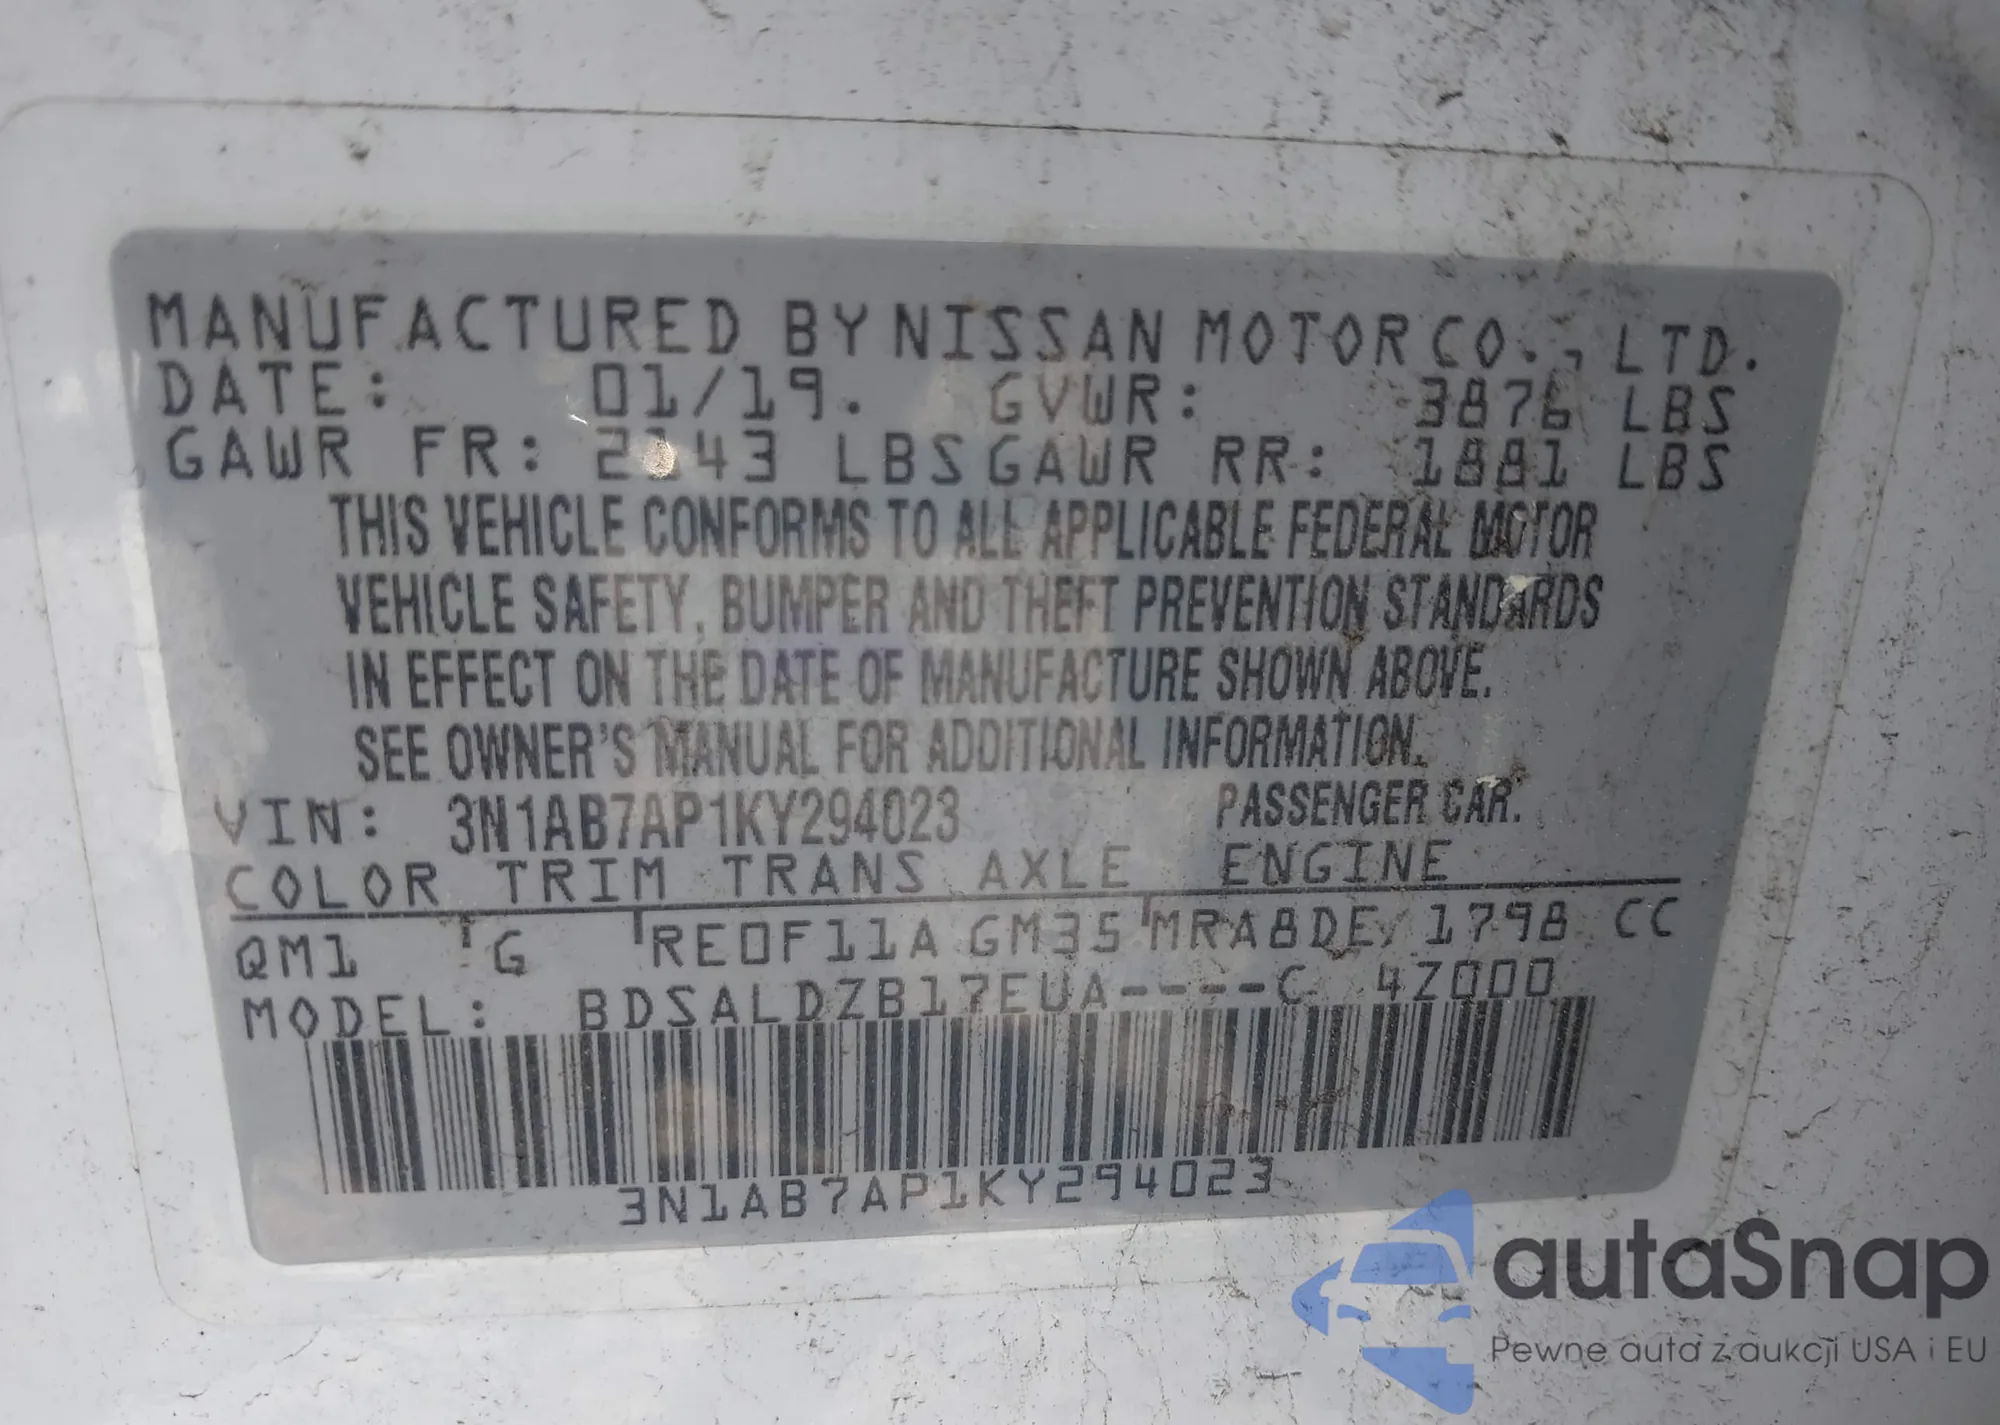 MANUFACTURED BY NISSAN MOTOR CO., LTD.
DATE: 01/19. GVWR: 3876 LBS
GAWR FR: 2143 LBS GAWR RR: 1881 LBS
THIS VEHICLE CONFORMS TO ALL APPLICABLE FEDERAL MOTOR
VEHICLE SAFETY, BUMPER AND THEFT PREVENTION STANDARDS
IN EFFECT ON THE DATE OF MANUFACTURE SHOWN ABOVE.
SEE OWNER'S MANUAL FOR ADDITIONAL INFORMATION.
VIN: 3N1AB7AP1KY294023 PASSENGER CAR.
COLOR TRIM TRANS AXLE ENGINE
QM1 G RE0F11A GM35 MRA8DE/1798 CC
MODEL: BDSALDZB17EUA----C 4Z000
3N1AB7AP1KY294023
autaSnap
Pewne auta z aukcji USA i EU